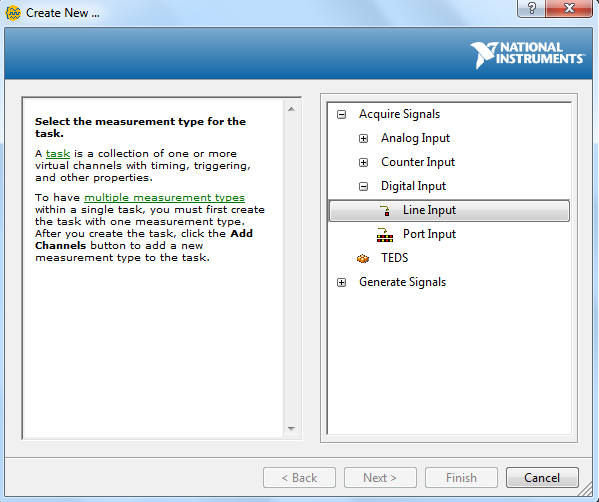 Create New ...
NATIONAL
INSTRUMENTS
Select the measurement type for the
task.
A task is a collection of one or more
virtual channels with timing, triggering,
and other properties.
To have multiple measurement types
within a single task, you must first create
the task with one measurement type.
After you create the task, click the Add
Channels button to add a new
measurement type to the task.
Acquire Signals
Analog Input
Counter Input
Digital Input
Line Input
Port Input
TEDS
Generate Signals
< Back
Next >
Finish
Cancel